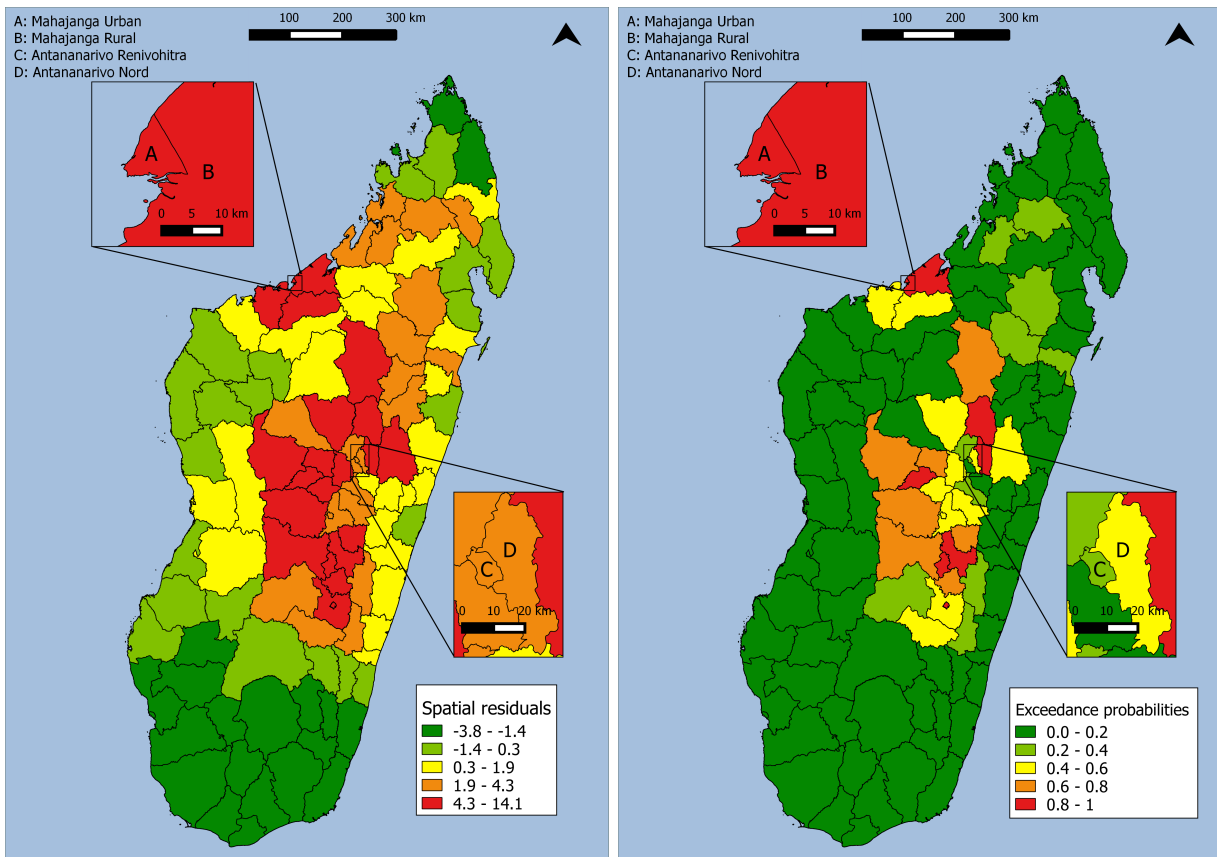 A: Mahajanga Urban
B: Mahajanga Rural
C: Antananarivo Renivohitra
D: Antananarivo Nord
100 200 300 km
A
B
0 5 10 km
D
C
0 10 20 km
Spatial residuals
-3.8 - -1.4
-1.4 - 0.3
0.3 - 1.9
1.9 - 4.3
4.3 - 14.1
A: Mahajanga Urban
B: Mahajanga Rural
C: Antananarivo Renivohitra
D: Antananarivo Nord
100 200 300 km
A
B
0 5 10 km
D
C
0 10 20 km
Exceedance probabilities
0.0 - 0.2
0.2 - 0.4
0.4 - 0.6
0.6 - 0.8
0.8 - 1